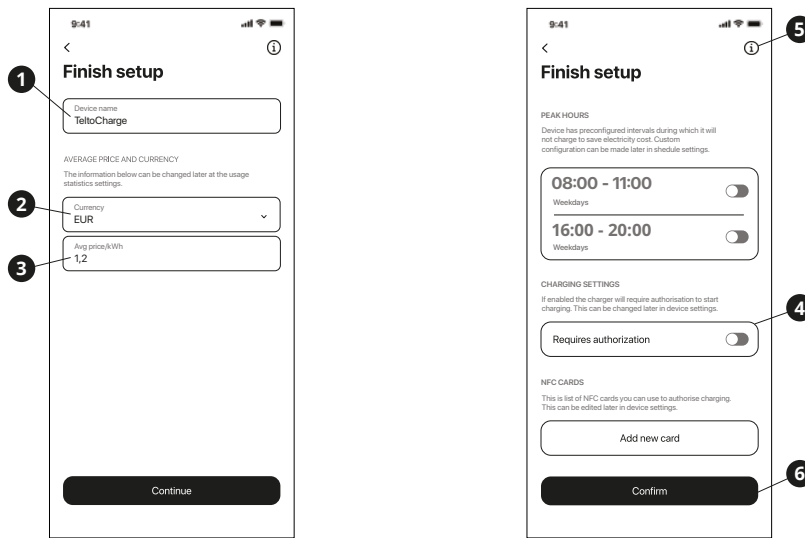 9:41
Finish setup
1
Device name
TeltoCharge
AVERAGE PRICE AND CURRENCY
The information below can be changed later at the usage
statistics settings.
2
Currency
EUR
3
Avg price/kWh
1,2
Continue
9:41
5
Finish setup
PEAK HOURS
Device has preconfigured intervals during which it will
not charge to save electricity cost. Custom
configuration can be made later in shedule settings.
08:00 - 11:00
Weekdays
16:00 - 20:00
Weekdays
CHARGING SETTINGS
If enabled the charger will require authorisation to start
charging. This can be changed later in device settings.
4
Requires authorization
NFC CARDS
This is list of NFC cards you can use to authorise charging.
This can be edited later in device settings.
Add new card
6
Confirm